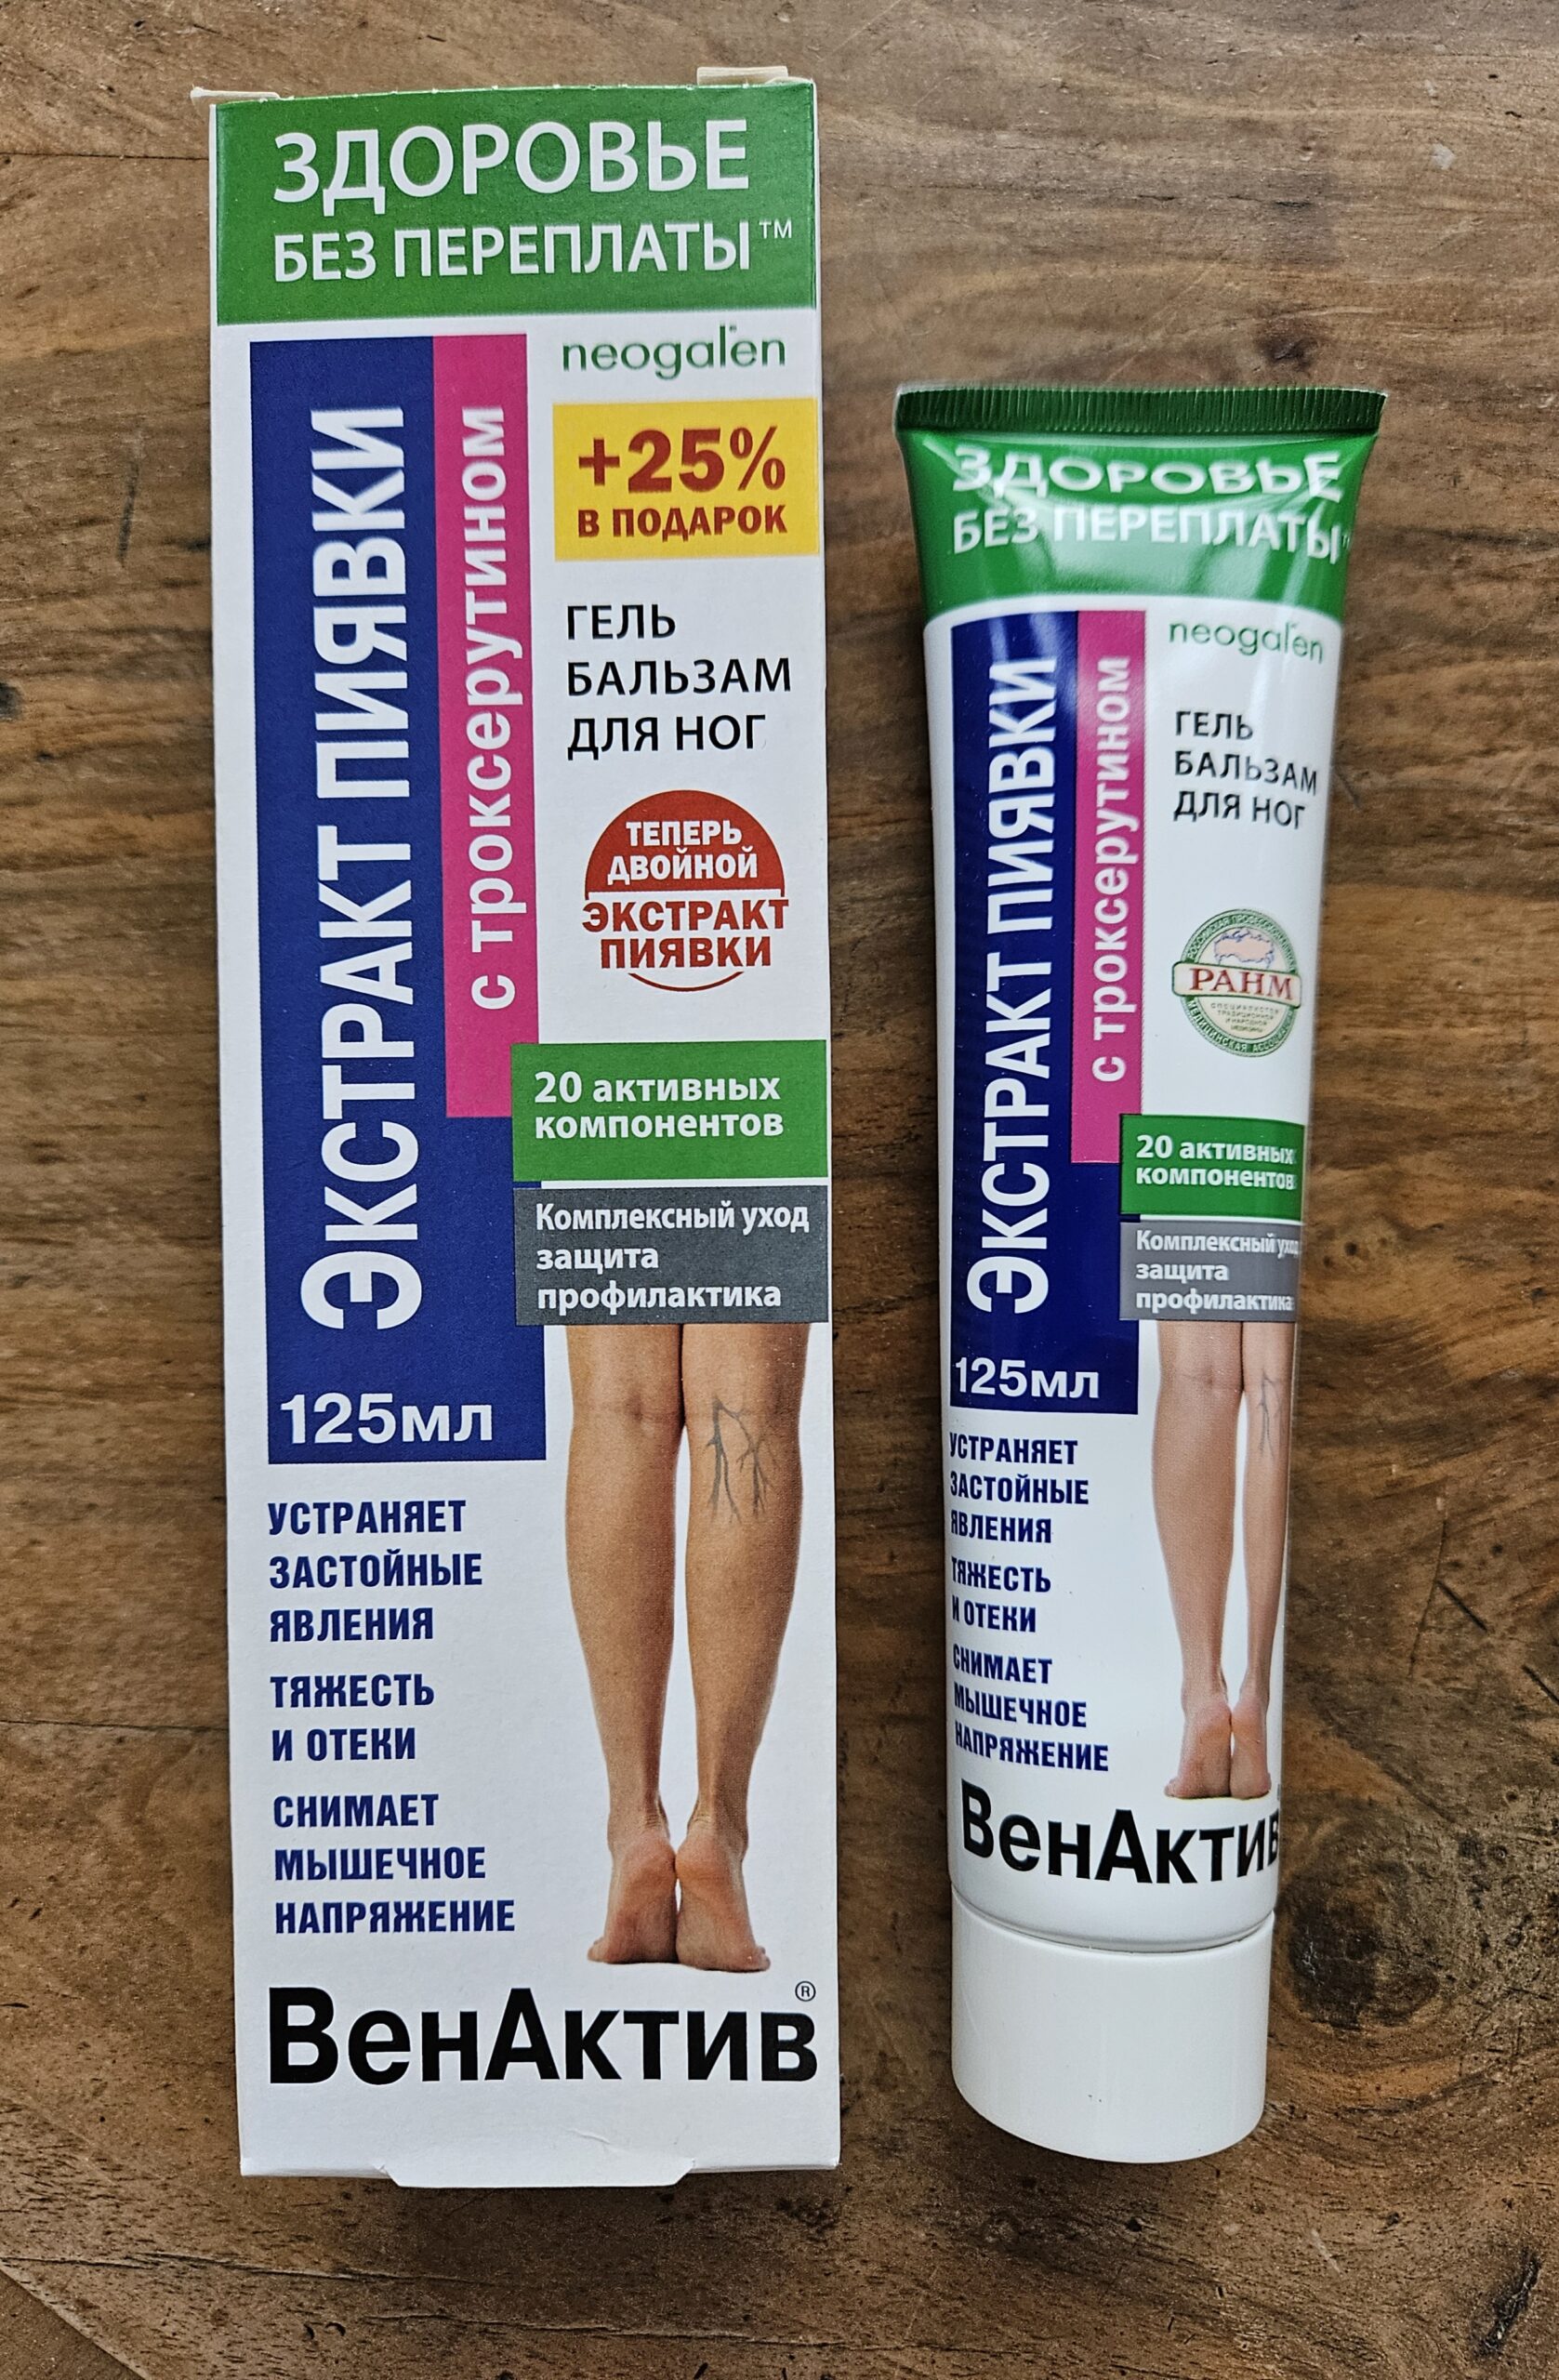 ЗДОРОВЬЕ
БЕЗ ПЕРЕПЛАТЫ™
neogalen
ЭКСТРАКТ ПИЯВКИ
с троксерутином
+25%
В ПОДАРОК
ГЕЛЬ
БАЛЬЗАМ
ДЛЯ НОГ
ТЕПЕРЬ
ДВОЙНОЙ
ЭКСТРАКТ
ПИЯВКИ
20 активных
компонентов
Комплексный уход
защита
профилактика
125мл
УСТРАНЯЕТ
ЗАСТОЙНЫЕ
ЯВЛЕНИЯ
ТЯЖЕСТЬ
И ОТЕКИ
СНИМАЕТ
МЫШЕЧНОЕ
НАПРЯЖЕНИЕ
ВенАктив®
ЗДОРОВЬЕ
БЕЗ ПЕРЕПЛАТЫ
neogalen
ЭКСТРАКТ ПИЯВКИ
с троксерутином
ГЕЛЬ
БАЛЬЗАМ
ДЛЯ НОГ
РАНМ
20 активных
компонентов
Комплексный уход
защита
профилактика
125мл
УСТРАНЯЕТ
ЗАСТОЙНЫЕ
ЯВЛЕНИЯ
ТЯЖЕСТЬ
И ОТЕКИ
СНИМАЕТ
МЫШЕЧНОЕ
НАПРЯЖЕНИЕ
ВенАктив